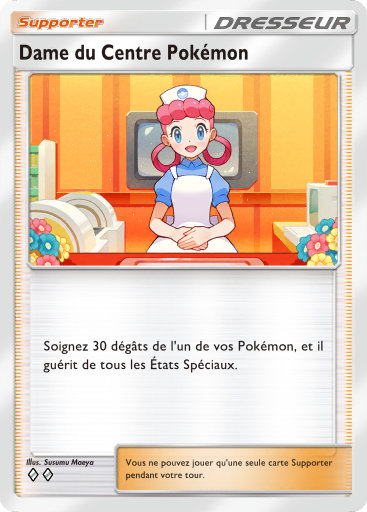 Supporter
DRESSEUR
Dame du Centre Pokémon
Soignez 30 dégâts de l'un de vos Pokémon, et il
guérit de tous les États Spéciaux.
Illus. Susumu Maeya
Vous ne pouvez jouer qu'une seule carte Supporter
pendant votre tour.